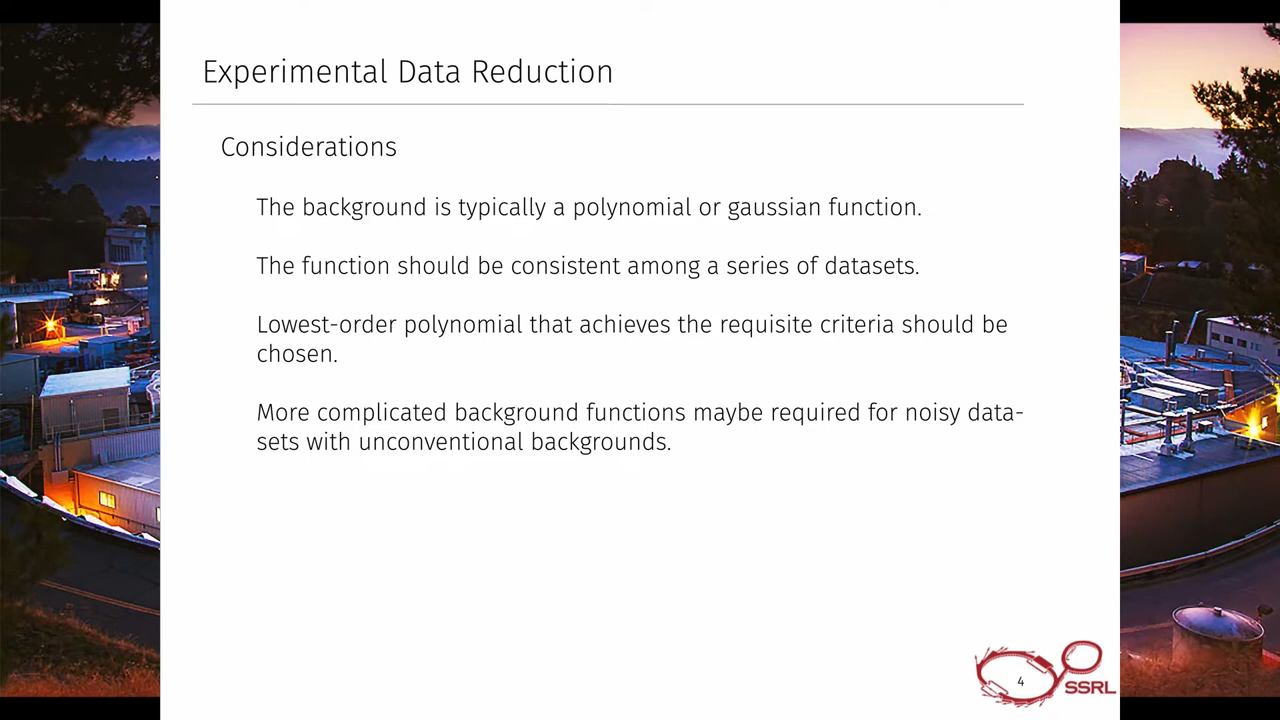 Experimental Data Reduction
Considerations
The background is typically a polynomial or gaussian function.
The function should be consistent among a series of datasets.
Lowest-order polynomial that achieves the requisite criteria should be
chosen.
More complicated background functions maybe required for noisy data-
sets with unconventional backgrounds.
4
SSRL